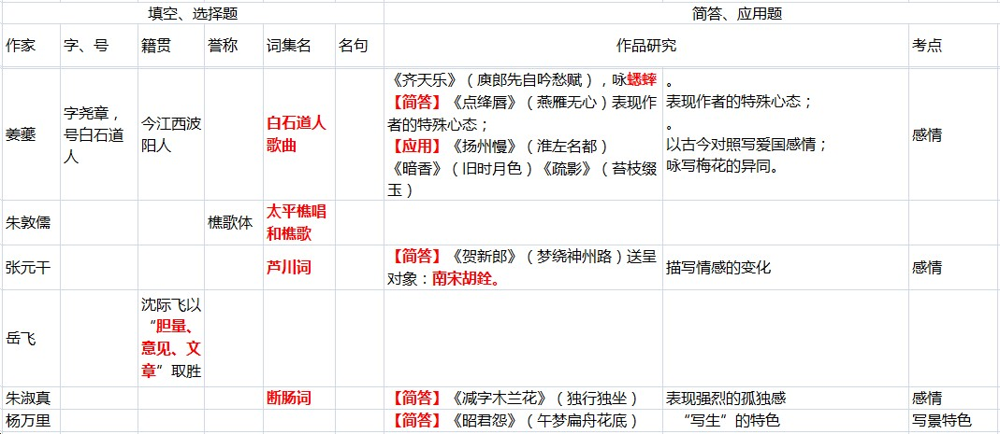 填空、选择题 简答、应用题
作家 字、号 籍贯 誉称 词集名 名句 作品研究 考点
姜夔
字尧章，
号白石道
人
今江西波
阳人
白石道人
歌曲
《齐天乐》（庾郎先自吟愁赋），咏蟋蟀
【简答】《点绛唇》（燕雁无心）表现作
者的特殊心态；
【应用】《扬州慢》（淮左名都）
《暗香》（旧时月色）《疏影》（苔枝缀
玉）
。
表现作者的特殊心态；
。
以古今对照写爱国感情；
咏写梅花的异同。
感情
朱敦儒
樵歌体
太平樵唱
和樵歌
张元干
芦川词
【简答】《贺新郎》（梦绕神州路）送呈
对象：南宋胡銓。
描写情感的变化
感情
岳飞
沈际飞以
“胆量、
意见、文
章”取胜
朱淑真 断肠词 【简答】《减字木兰花》（独行独坐） 表现强烈的孤独感 感情
杨万里 【简答】《昭君怨》（午梦扁舟花底） “写生”的特色 写景特色